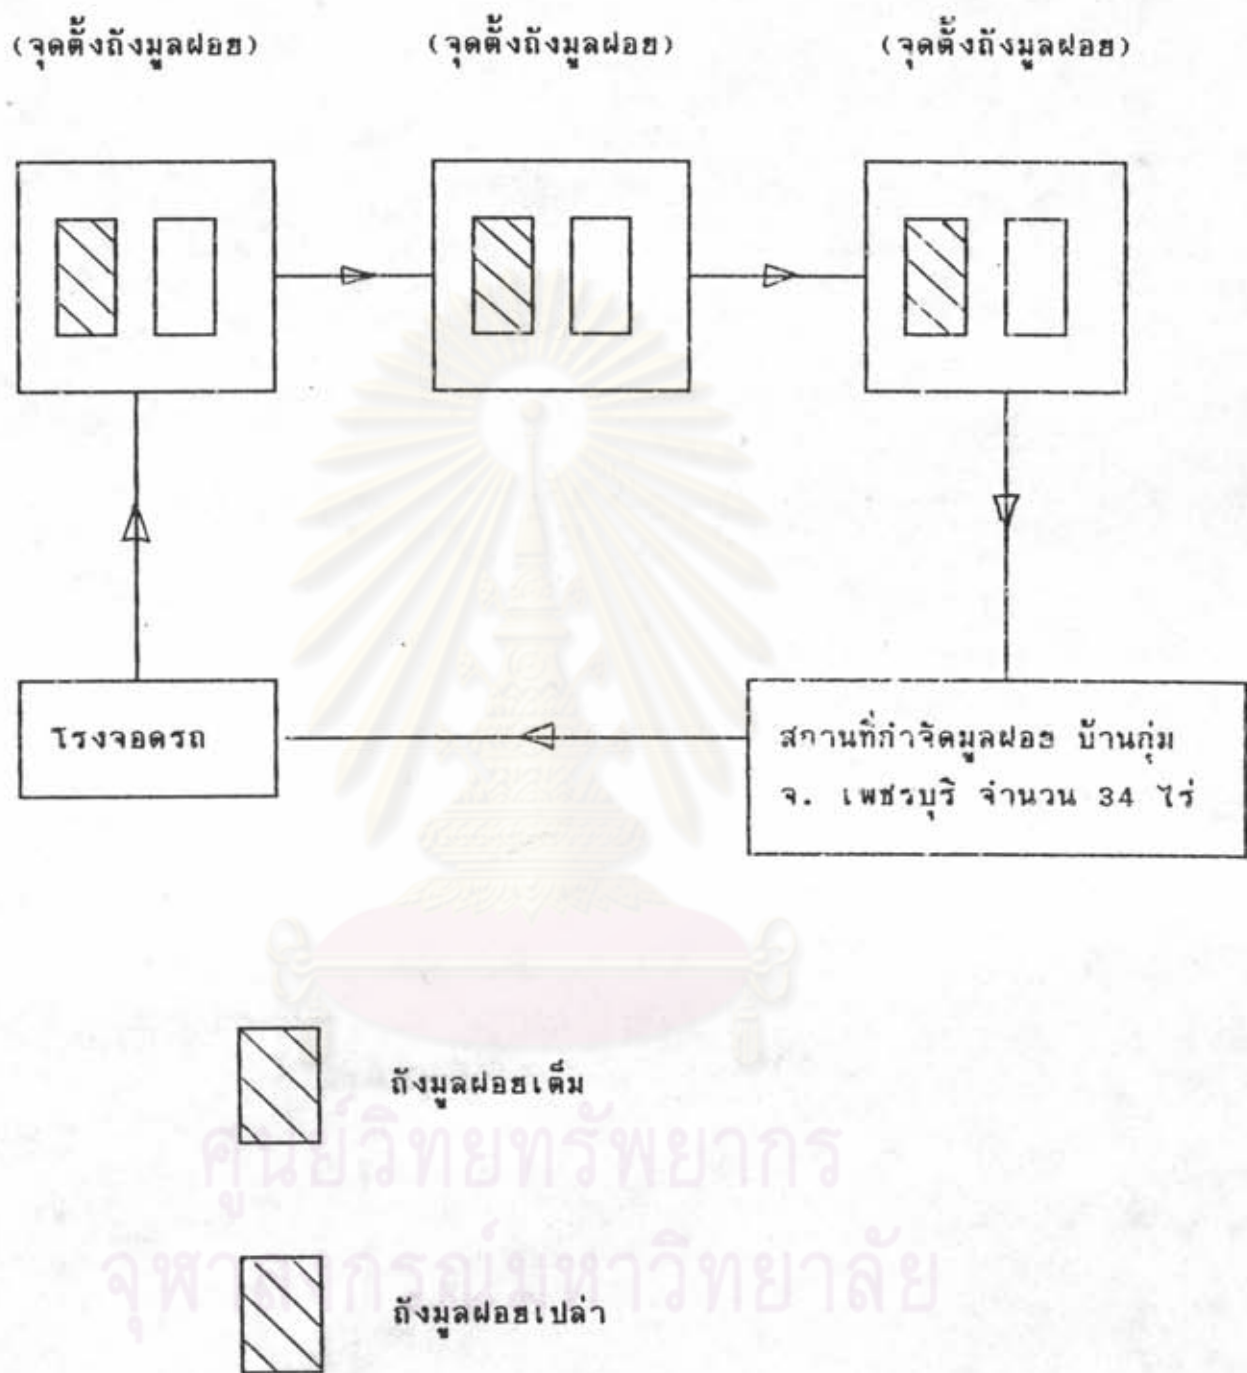 (จุดตั้งถังมูลฝอย)
(จุดตั้งถังมูลฝอย)
(จุดตั้งถังมูลฝอย)
โรงจอดรถ
สถานที่กำจัดมูลฝอย บ้านกุ่ม
จ. เพชรบุรี จำนวน 34 ไร่
ถังมูลฝอยเต็ม
ศูนย์วิทยทรัพยากร
จุฬาลงกรณ์มหาวิทยาลัย
ถังมูลฝอยเปล่า